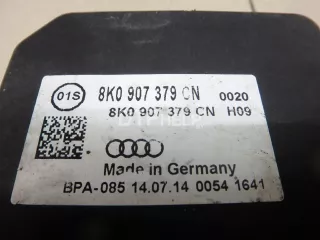 01S 8K0 907 379 CN 0020
8K0 907 379 CN H09
Made in Germany
BPA-085 14.07.14 0054 1641